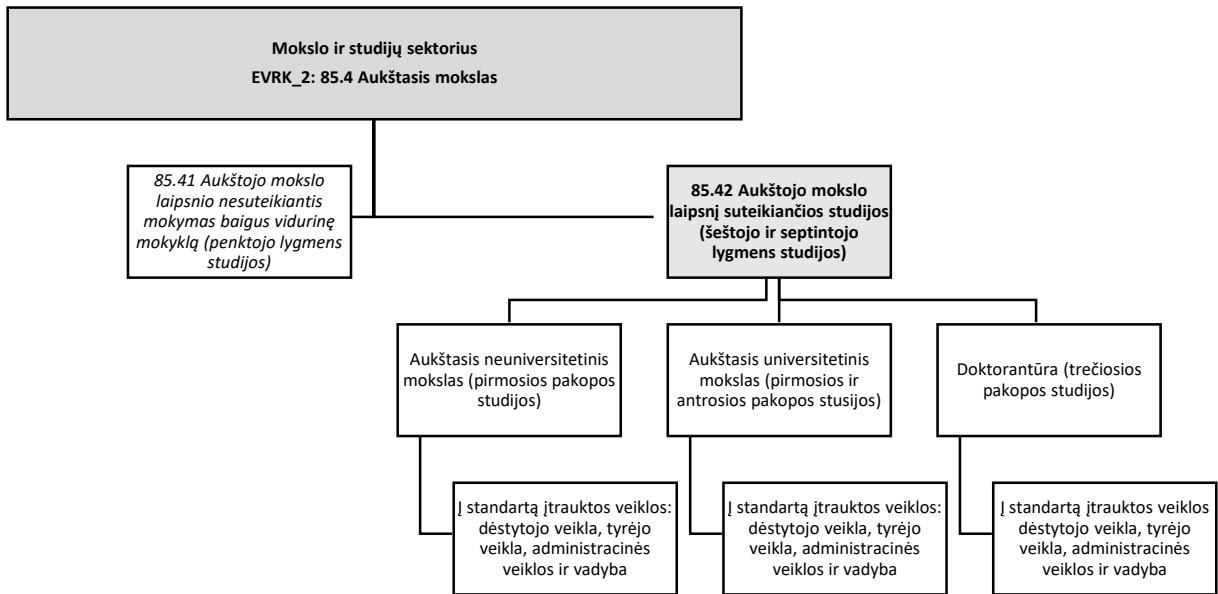 Mokslo ir studijų sektorius
EVRK_2: 85.4 Aukštasis mokslas
85.41 Aukštojo mokslo
laipsnio nesuteikiantis
mokymas baigus vidurinę
mokyklą (penktojo lygmens
studijos)
85.42 Aukštojo mokslo
laipsnį suteikiančios studijos
(šeštojo ir septintojo
lygmens studijos)
Aukštasis neuniversitetinis
mokslas (pirmosios pakopos
studijos)
Aukštasis universitetinis
mokslas (pirmosios ir
antrosios pakopos stusijos)
Doktorantūra (trečiosios
pakopos studijos)
Į standartą įtrauktos veiklos:
dėstytojo veikla, tyrėjo
veikla, administracinės
veiklos ir vadyba
Į standartą įtrauktos veiklos:
dėstytojo veikla, tyrėjo
veikla, administracinės
veiklos ir vadyba
Į standartą įtrauktos veiklos
dėstytojo veikla, tyrėjo
veikla, administracinės
veiklos ir vadyba